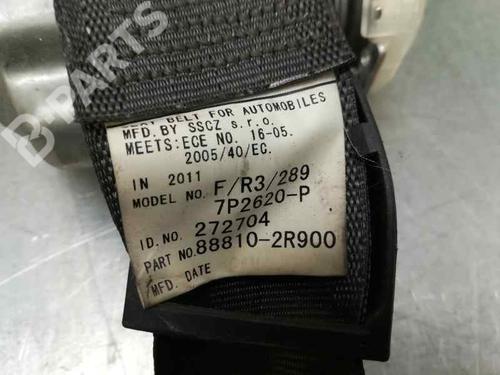 B-PARTS
SEAT BELT FOR AUTOMOBILES
MFD. BY SSCZ s.r.o.
MEETS: ECE NO. 16-05.
2005/40/EC.
IN 2011
MODEL NO. F/R3/289
7P2620-P
ID. NO. 272704
PART NO. 88810-2R900
MFD. DATE